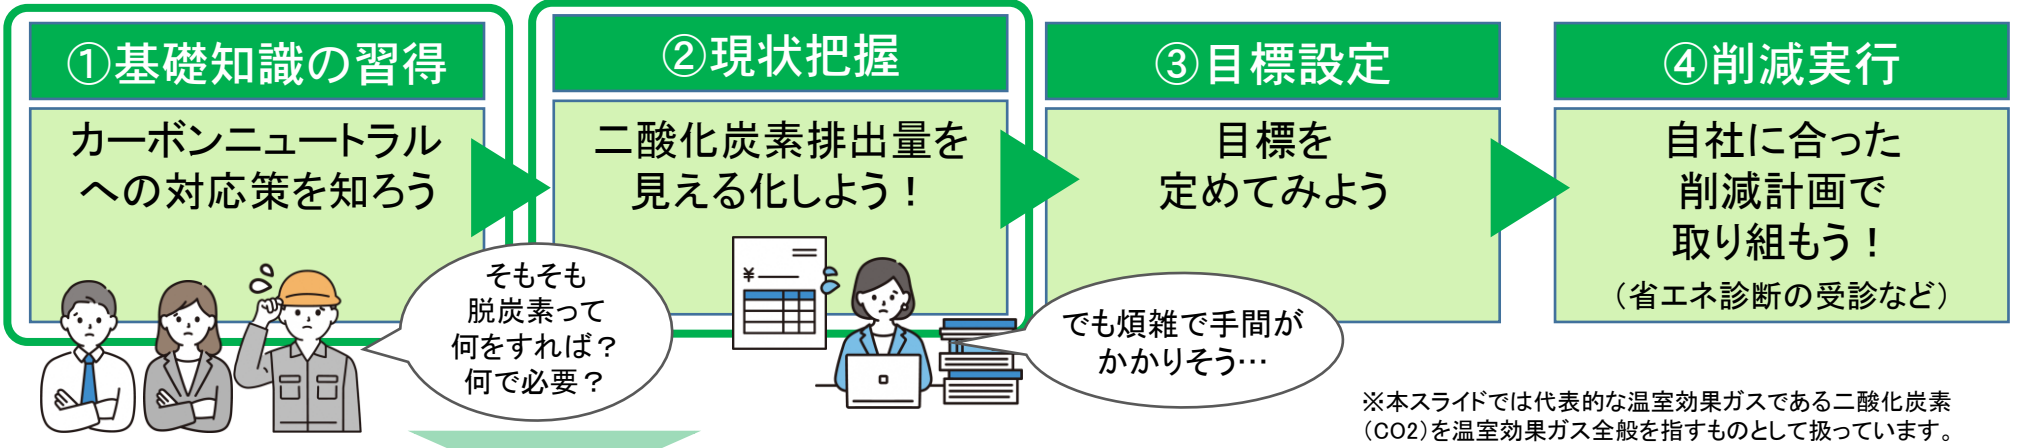 ①基礎知識の習得
カーボンニュートラル
への対応策を知ろう
そもそも
脱炭素って
何をすれば？
何で必要？
②現状把握
二酸化炭素排出量を
見える化しよう！
¥
でも煩雑で手間が
かかりそう…
③目標設定
目標を
定めてみよう
④削減実行
自社に合った
削減計画で
取り組もう！
（省エネ診断の受診など）
※本スライドでは代表的な温室効果ガスである二酸化炭素
（CO2）を温室効果ガス全般を指すものとして扱っています。